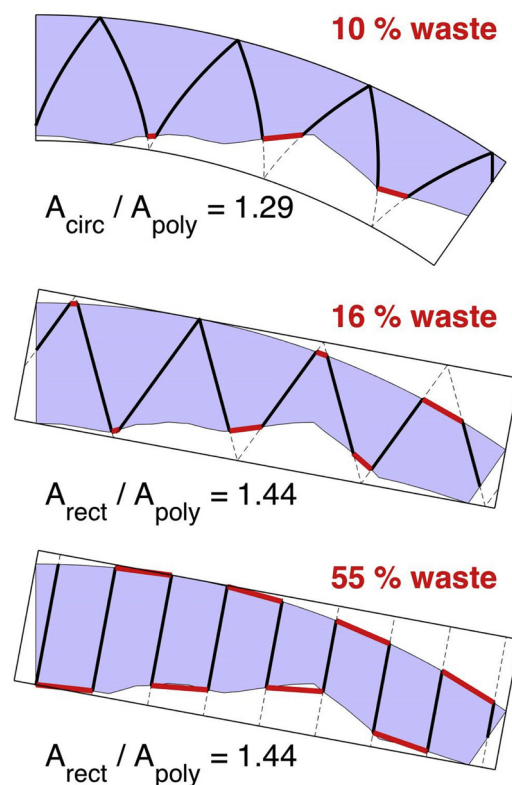 10 % waste
A_circ / A_poly = 1.29
16 % waste
A_rect / A_poly = 1.44
55 % waste
A_rect / A_poly = 1.44